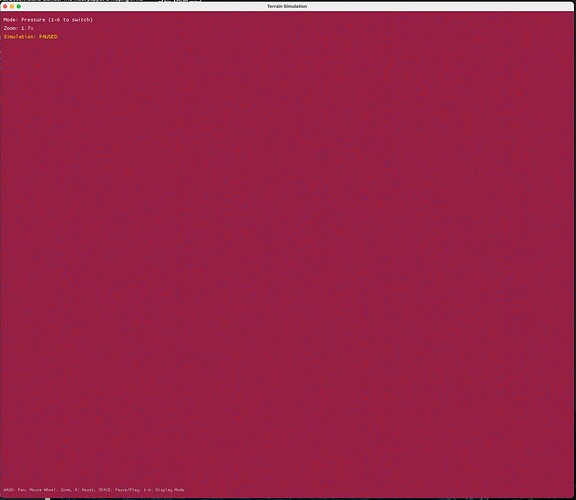 Terrain Simulation
Mode: Pressure (1-6 to switch)
Zoom: 1.7x
Simulation: PAUSED
WASD: Pan, Mouse Wheel: Zoom, R: Reset, SPACE: Pause/Play, 1-6: Display Mode